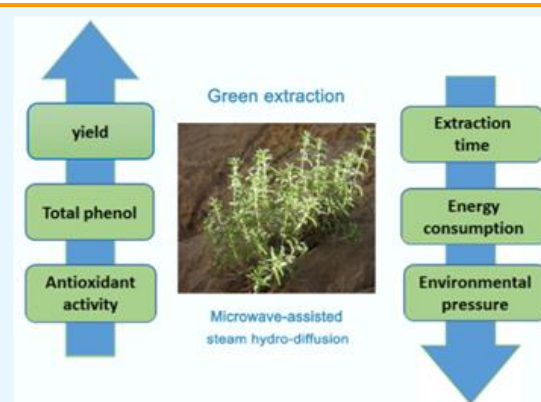 Green extraction
yield
Total phenol
Antioxidant
activity
Microwave-assisted
steam hydro-diffusion
Extraction
time
Energy
consumption
Environmental
pressure